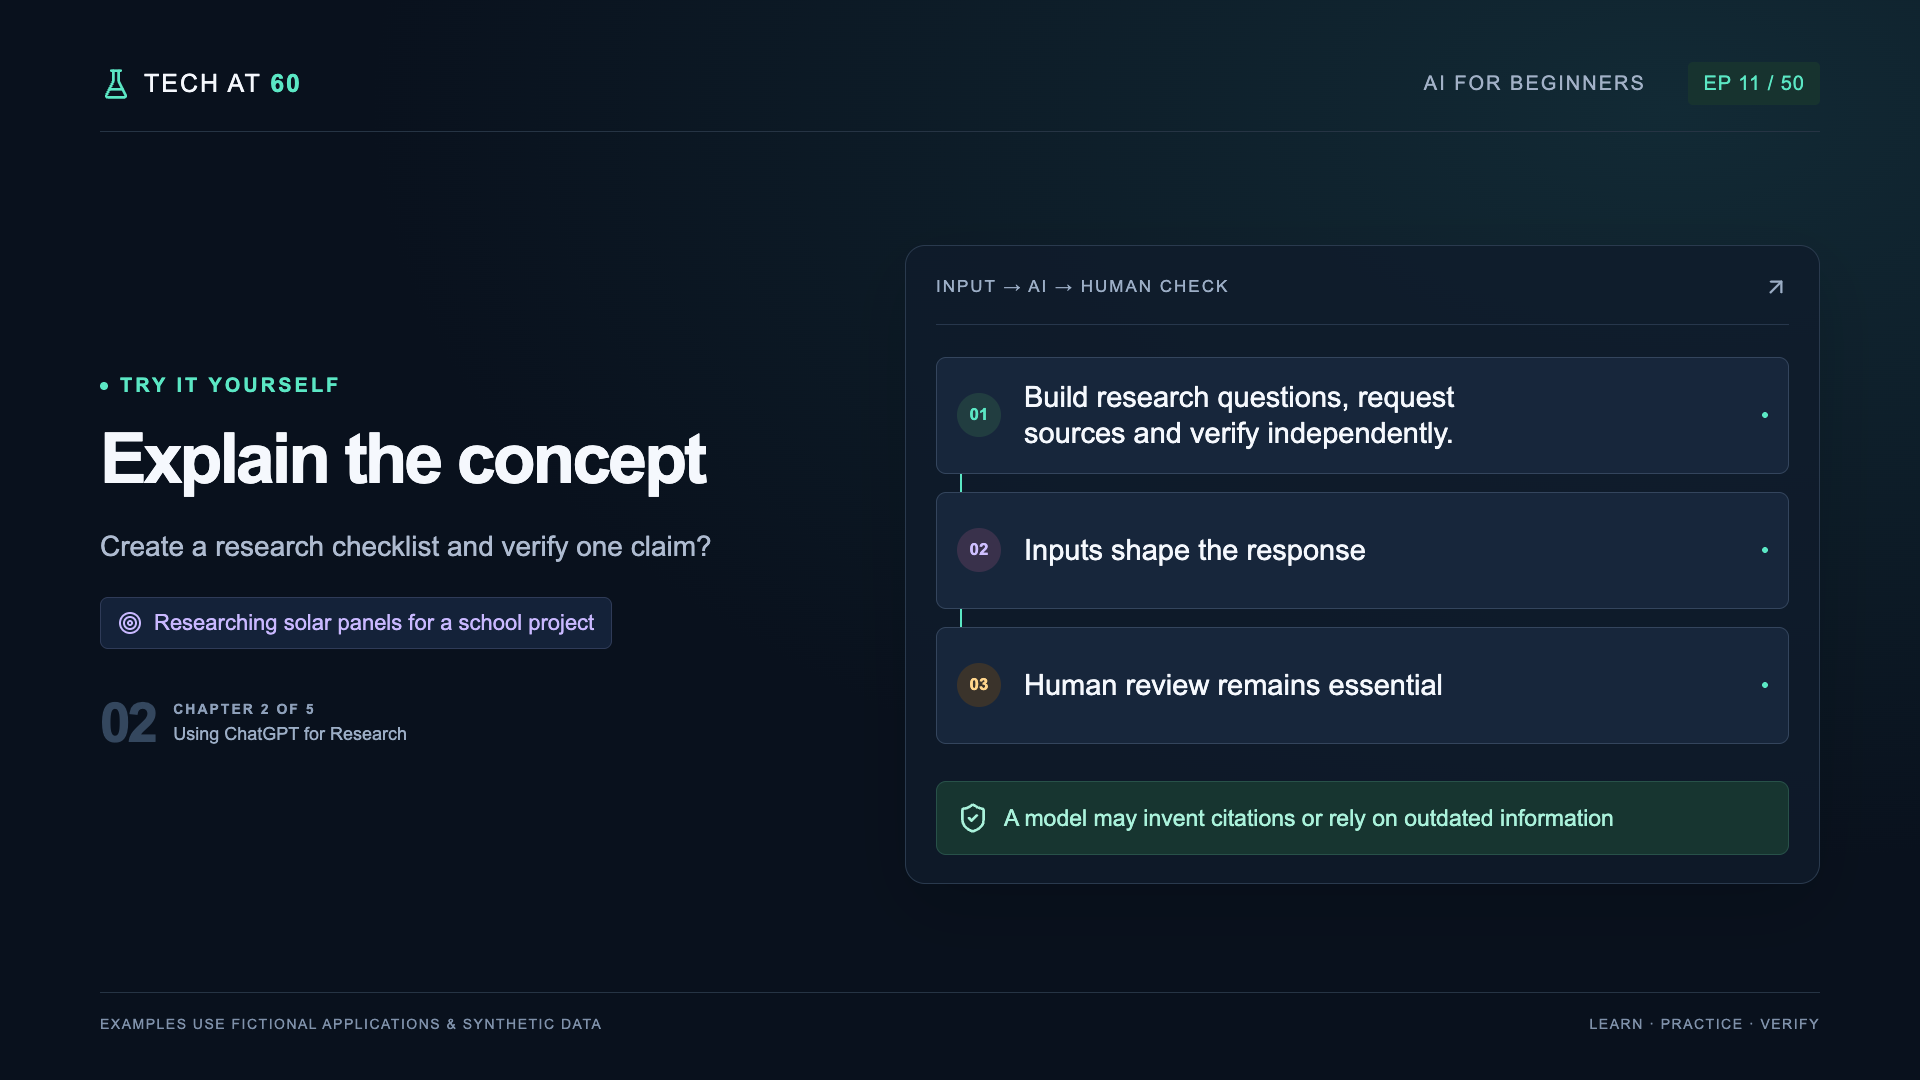 TECH AT 60
AI FOR BEGINNERS
EP 11 / 50
TRY IT YOURSELF
Explain the concept
Create a research checklist and verify one claim?
Researching solar panels for a school project
02
CHAPTER 2 OF 5
Using ChatGPT for Research
INPUT → AI → HUMAN CHECK
01
Build research questions, request
sources and verify independently.
02
Inputs shape the response
03
Human review remains essential
A model may invent citations or rely on outdated information
EXAMPLES USE FICTIONAL APPLICATIONS & SYNTHETIC DATA
LEARN · PRACTICE · VERIFY